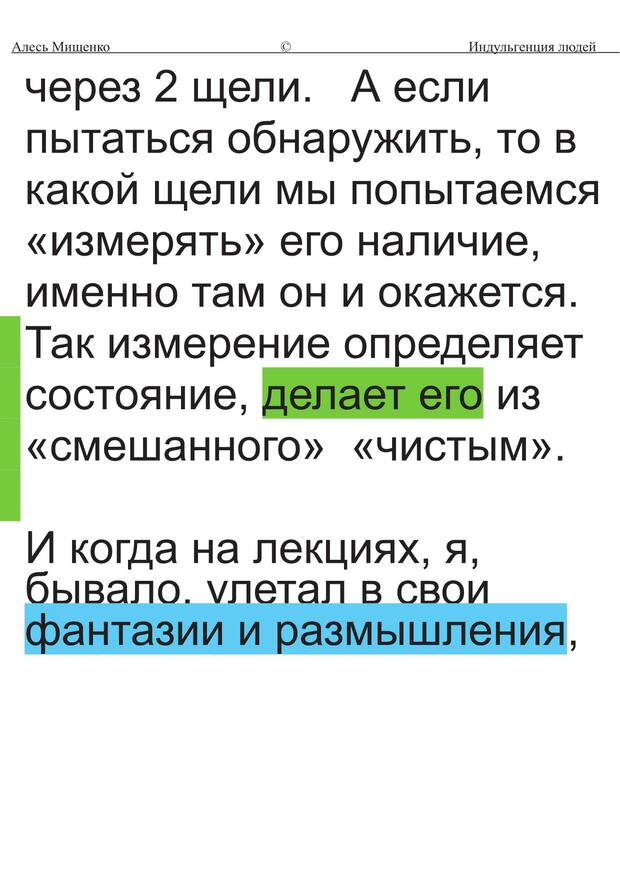 Алесь Мищенко © Индульгенция людей
через 2 щели. А если
пытаться обнаружить, то в
какой щели мы попытаемся
«измерять» его наличие,
именно там он и окажется.
Так измерение определяет
состояние, делает его из
«смешанного» «чистым».
И когда на лекциях, я,
бывало, улетал в свои
фантазии и размышления,